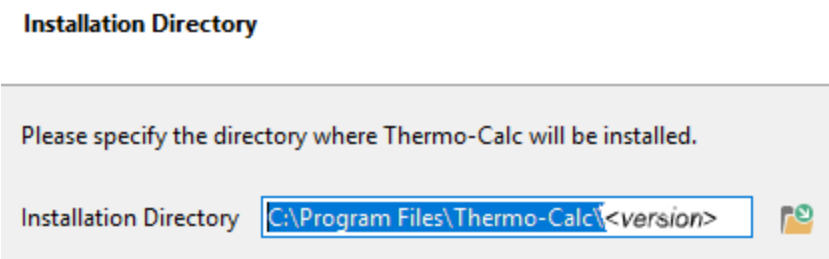 Installation Directory
Please specify the directory where Thermo-Calc will be installed.
Installation Directory C:\Program Files\Thermo-Calc\<version>